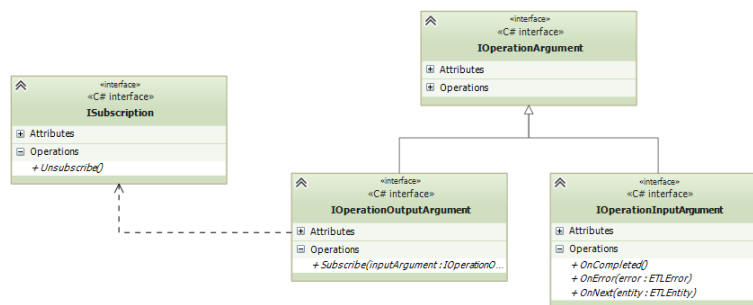 «interface»
«C# interface»
IOperationArgument
Attributes
Operations
«interface»
«C# interface»
ISubscription
Attributes
Operations
+ Unsubscribe()
«interface»
«C# interface»
IOperationOutputArgument
Attributes
Operations
+ Subscribe(inputArgument : IOperationO...
«interface»
«C# interface»
IOperationInputArgument
Attributes
Operations
+ OnCompleted()
+ OnError(error : ETLError)
+ OnNext(entity : ETLEntity)